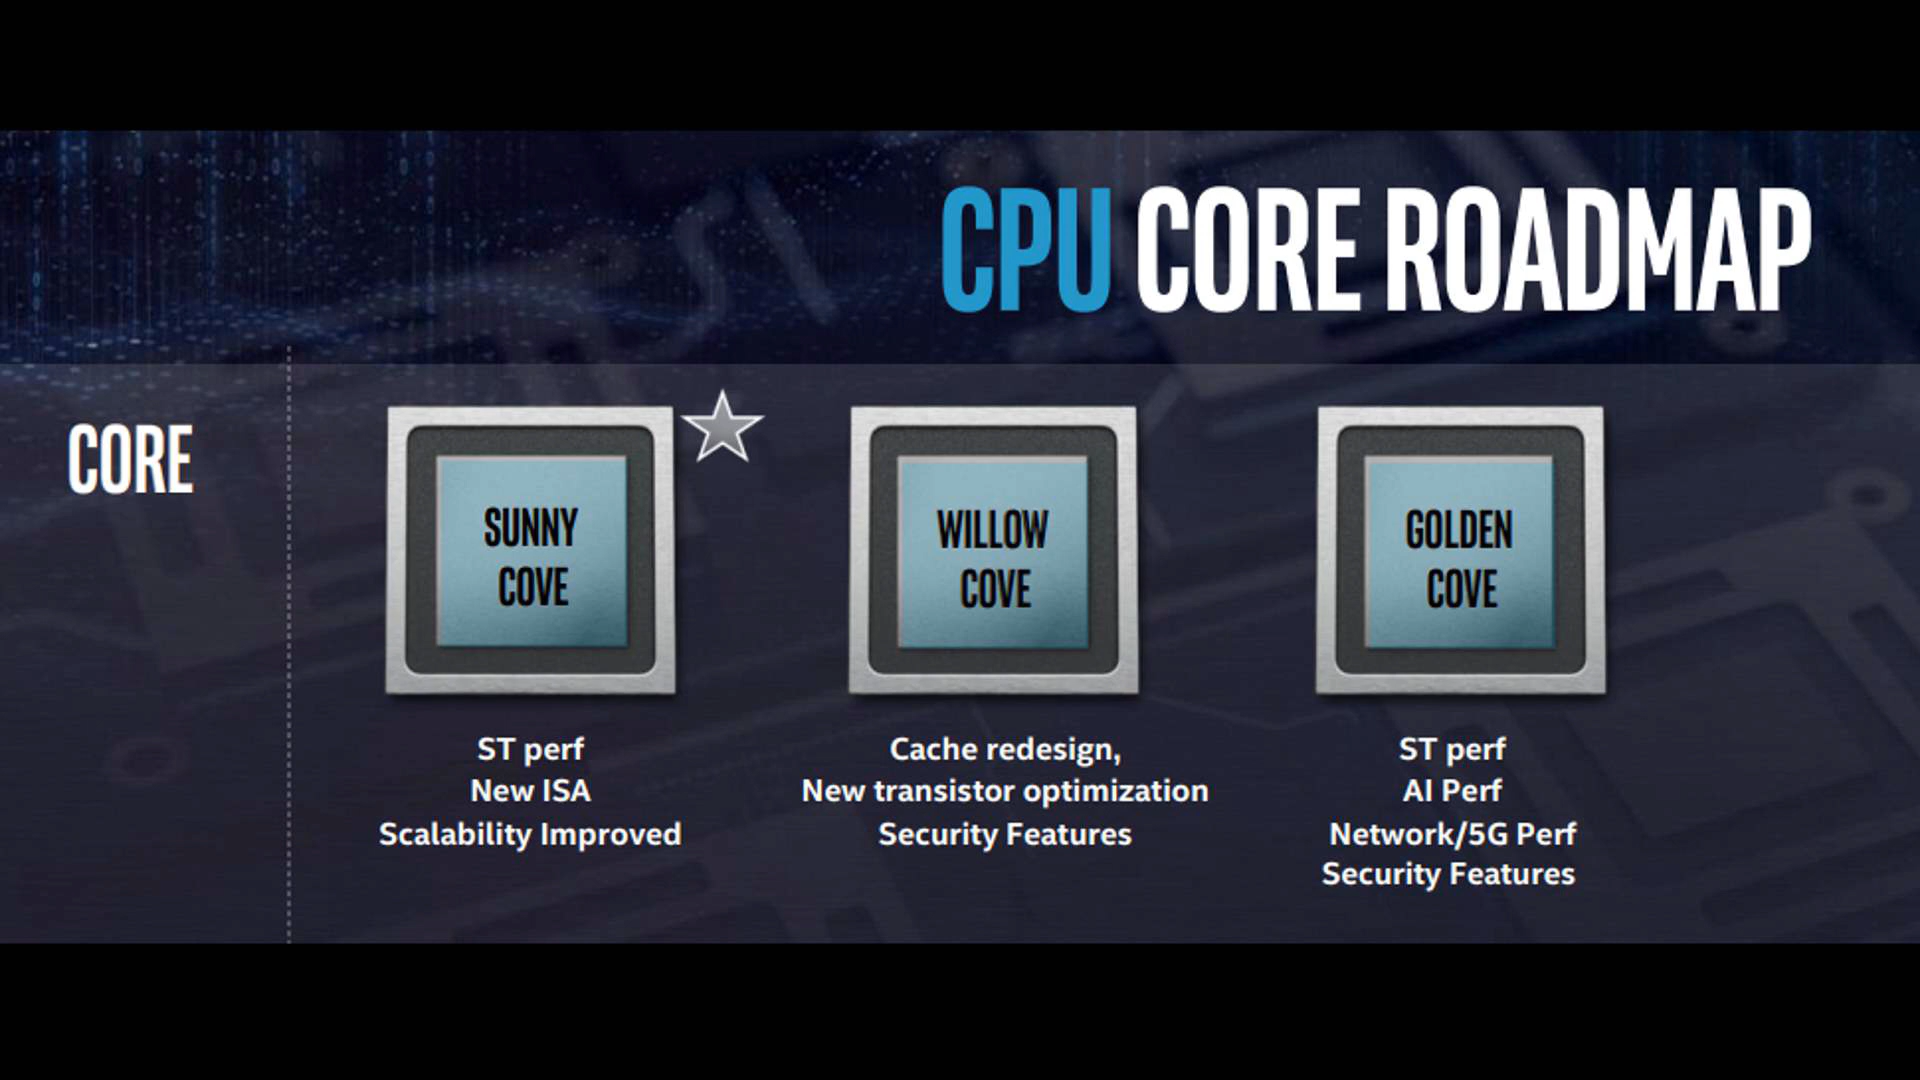 CPU CORE ROADMAP
CORE
SUNNY
COVE
ST perf
New ISA
Scalability Improved
WILLOW
COVE
Cache redesign,
New transistor optimization
Security Features
GOLDEN
COVE
ST perf
AI Perf
Network/5G Perf
Security Features